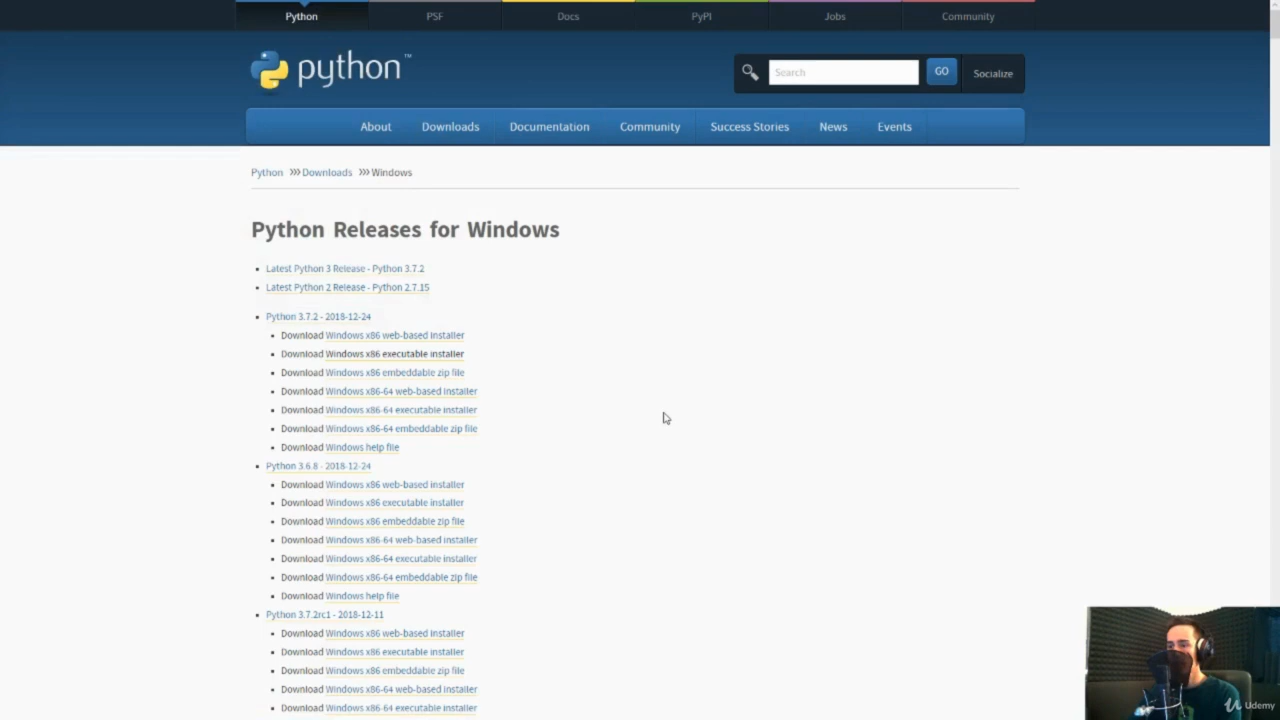 Python PSF Docs PyPI Jobs Community
python™
Search GO Socialize
About Downloads Documentation Community Success Stories News Events
Python >>> Downloads >>> Windows
Python Releases for Windows
Latest Python 3 Release - Python 3.7.2
Latest Python 2 Release - Python 2.7.15
Python 3.7.2 - 2018-12-24
Download Windows x86 web-based installer
Download Windows x86 executable installer
Download Windows x86 embeddable zip file
Download Windows x86-64 web-based installer
Download Windows x86-64 executable installer
Download Windows x86-64 embeddable zip file
Download Windows help file
Python 3.6.8 - 2018-12-24
Download Windows x86 web-based installer
Download Windows x86 executable installer
Download Windows x86 embeddable zip file
Download Windows x86-64 web-based installer
Download Windows x86-64 executable installer
Download Windows x86-64 embeddable zip file
Download Windows help file
Python 3.7.2rc1 - 2018-12-11
Download Windows x86 web-based installer
Download Windows x86 executable installer
Download Windows x86 embeddable zip file
Download Windows x86-64 web-based installer
Download Windows x86-64 executable installer
Udemy